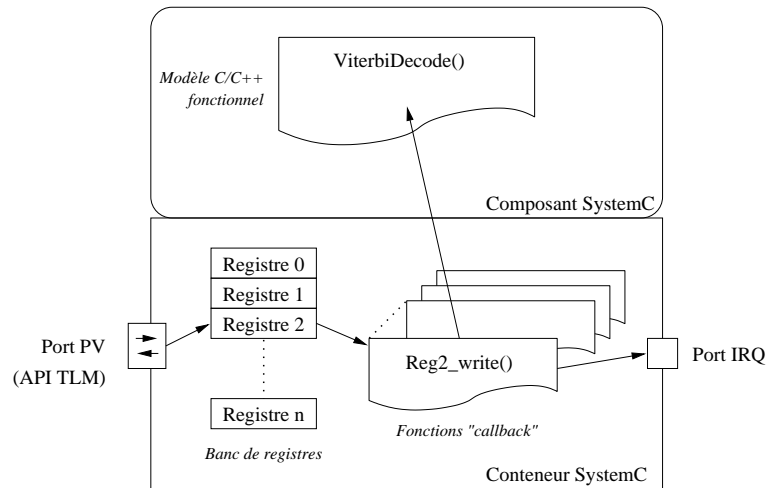 ViterbiDecode()
Modèle C/C++
fonctionnel
Composant SystemC
Registre 0
Registre 1
Registre 2
Registre n
Banc de registres
Port PV
(API TLM)
Reg2_write()
Fonctions "callback"
Port IRQ
Conteneur SystemC